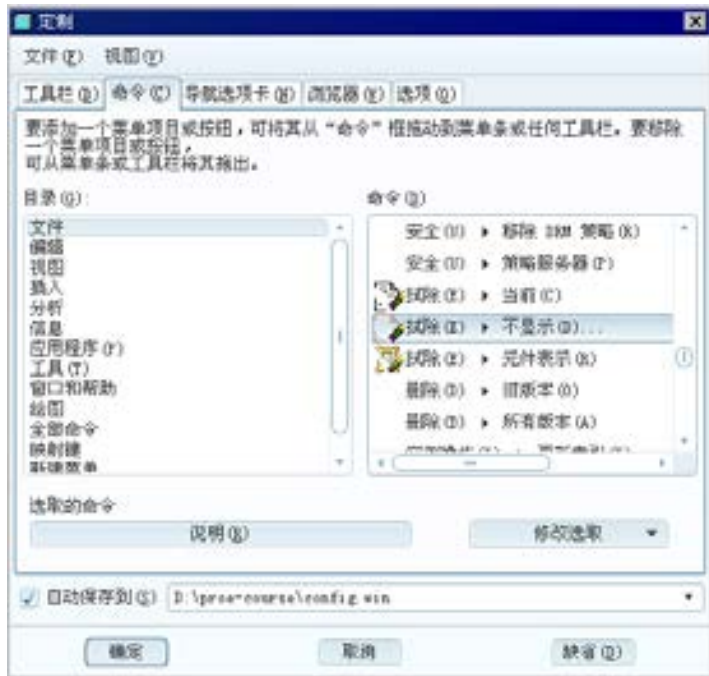 定制
文件(F) 视图(V)
工具栏(B) 命令(C) 导航选项卡(N) 浏览器(W) 选项(O)
要添加一个菜单项目或按钮，可将其从“命令”框拖动到菜单条或任何工具栏。要移除
一个菜单项目或按钮，
可从菜单条或工具栏将其拖出。
目录(G):
命令(D)
文件
编辑
视图
插入
分析
信息
应用程序(P)
工具(T)
窗口和帮助
绘图
全部命令
映射键
新建菜单
安全(U) ▸ 移除 DRM 策略(R)
安全(U) ▸ 策略服务器(P)
拭除(E) ▸ 当前(C)
拭除(E) ▸ 不显示(D)...
拭除(E) ▸ 元件表示(R)
删除(D) ▸ 旧版本(O)
删除(D) ▸ 所有版本(A)
选取的命令
说明(E)
修改选取
自动保存到(S) D:\proe-course\config.win
确定 取消 缺省(D)